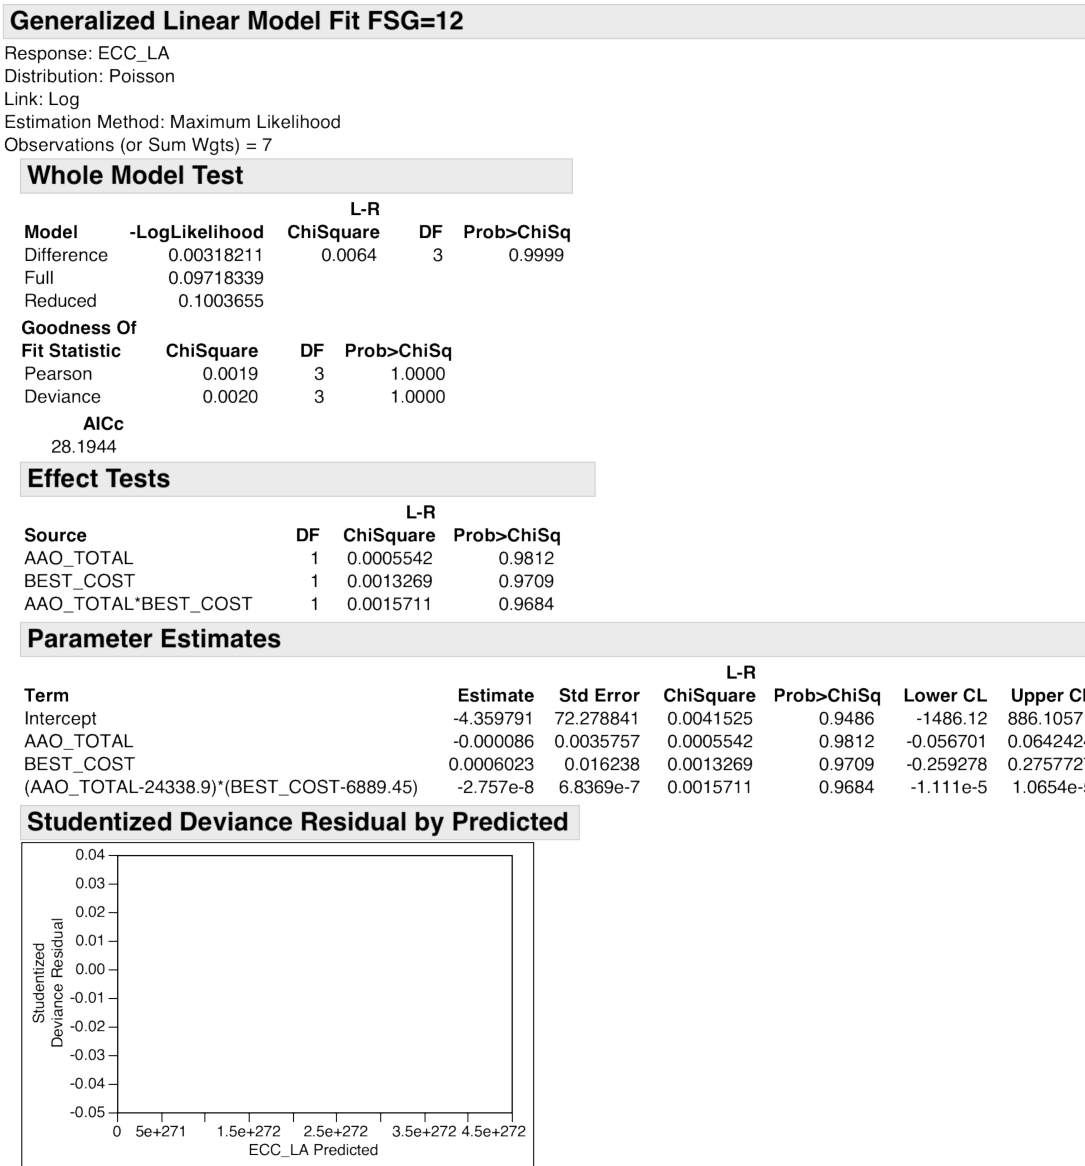 Generalized Linear Model Fit FSG=12
Response: ECC_LA
Distribution: Poisson
Link: Log
Estimation Method: Maximum Likelihood
Observations (or Sum Wgts) = 7
Whole Model Test
L-R
Model -LogLikelihood ChiSquare DF Prob>ChiSq
Difference 0.00318211 0.0064 3 0.9999
Full 0.09718339
Reduced 0.1003655
Goodness Of
Fit Statistic ChiSquare DF Prob>ChiSq
Pearson 0.0019 3 1.0000
Deviance 0.0020 3 1.0000
AICc
28.1944
Effect Tests
L-R
Source DF ChiSquare Prob>ChiSq
AAO_TOTAL 1 0.0005542 0.9812
BEST_COST 1 0.0013269 0.9709
AAO_TOTAL*BEST_COST 1 0.0015711 0.9684
Parameter Estimates
L-R
Term Estimate Std Error ChiSquare Prob>ChiSq Lower CL Upper
Intercept -4.359791 72.278841 0.0041525 0.9486 -1486.12 886.1057
AAO_TOTAL -0.000086 0.0035757 0.0005542 0.9812 -0.056701 0.064242
BEST_COST 0.0006023 0.016238 0.0013269 0.9709 -0.259278 0.275772
(AAO_TOTAL-24338.9)*(BEST_COST-6889.45) -2.757e-8 6.8369e-7 0.0015711 0.9684 -1.111e-5 1.0654e-
Studentized Deviance Residual by Predicted
0.04
0.03
0.02
0.01
0.00
-0.01
-0.02
-0.03
-0.04
-0.05
Studentized
Deviance Residual
0 5e+271 1.5e+272 2.5e+272 3.5e+272 4.5e+272
ECC_LA Predicted